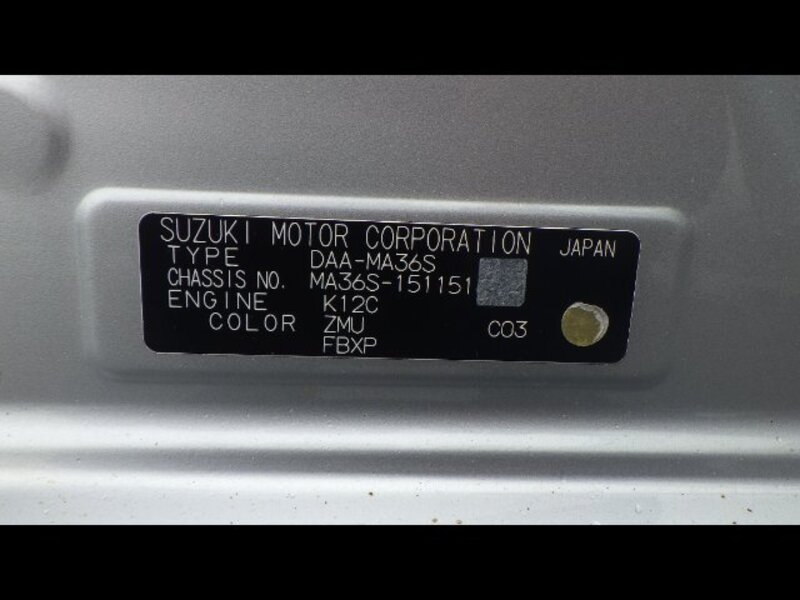 SUZUKI MOTOR CORPORATION JAPAN
TYPE DAA-MA36S
CHASSIS NO. MA36S-151151
ENGINE K12C
COLOR ZMU C03
FBXP